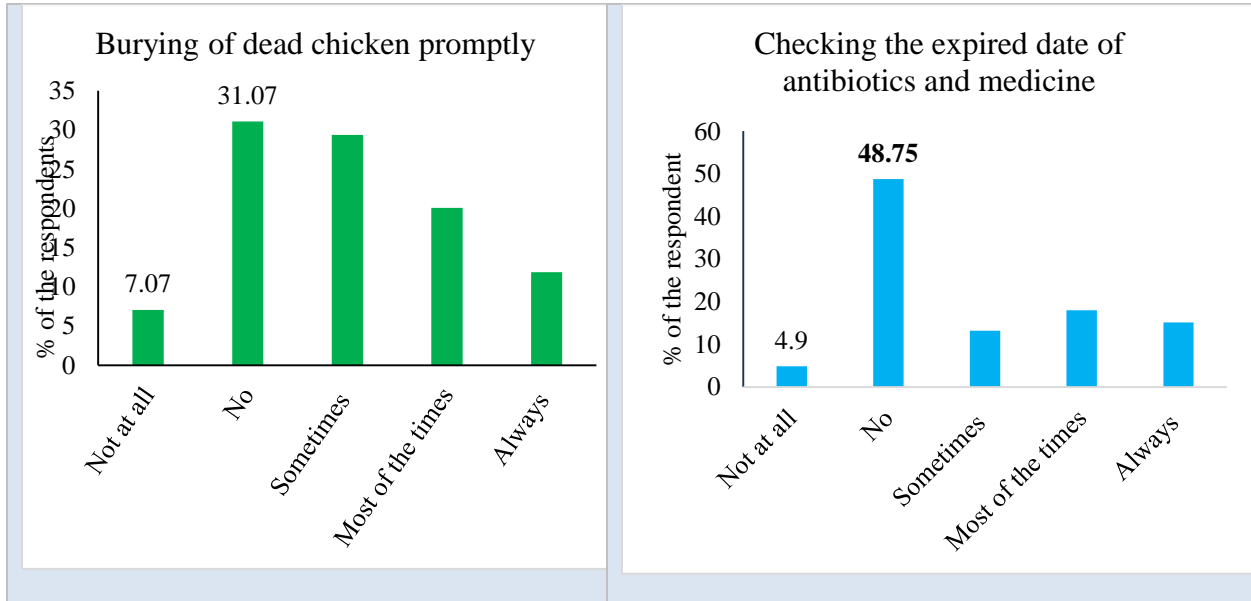 Burying of dead chicken promptly
% of the respondents
35
30
25
20
15
10
5
0
7.07
31.07
Not at all
No
Sometimes
Most of the times
Always
Checking the expired date of
antibiotics and medicine
% of the respondent
60
50
40
30
20
10
0
4.9
48.75
Not at all
No
Sometimes
Most of the times
Always